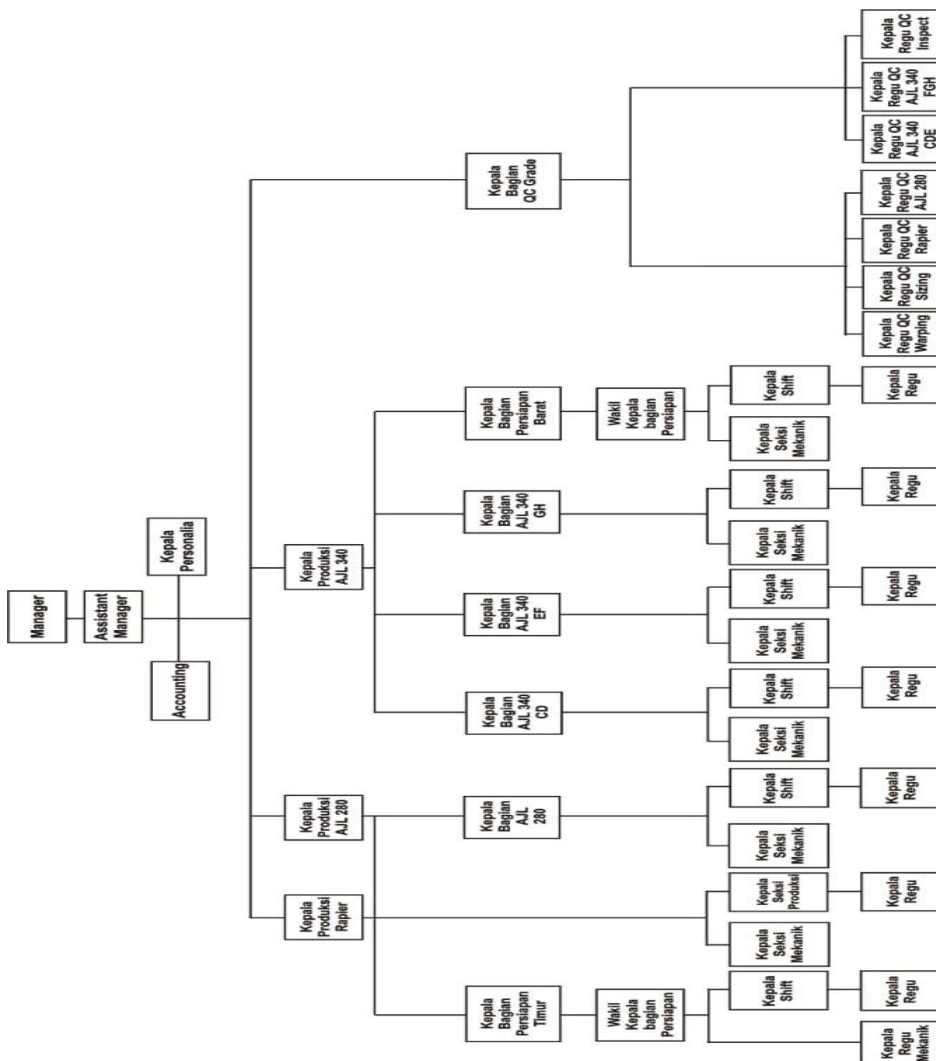 Manager
Assistant
Manager
Accounting
Kepala
Personalia
Kepala
Produksi
Rapier
Kepala
Produksi
AJL 280
Kepala
Produksi
AJL 340
Kepala
Bagian
Persiapan
Timur
Kepala
Bagian
AJL
280
Kepala
Bagian
AJL 340
CD
Kepala
Bagian
AJL 340
EF
Kepala
Bagian
AJL 340
GH
Kepala
Bagian
Persiapan
Barat
Kepala
Bagian
QC Grade
Wakil
Kepala
bagian
Persiapan
Wakil
Kepala
bagian
Persiapan
Kepala
Shift
Kepala
Seksi
Mekanik
Kepala
Seksi
Produksi
Kepala
Seksi
Mekanik
Kepala
Shift
Kepala
Seksi
Mekanik
Kepala
Shift
Kepala
Seksi
Mekanik
Kepala
Shift
Kepala
Seksi
Mekanik
Kepala
Shift
Kepala
Seksi
Mekanik
Kepala
Shift
Kepala
Regu
Mekanik
Kepala
Regu
Kepala
Regu
Kepala
Regu
Kepala
Regu
Kepala
Regu
Kepala
Regu
Kepala
Regu
Kepala
Regu QC
Warping
Kepala
Regu QC
Sizing
Kepala
Regu QC
Rapier
Kepala
Regu QC
AJL 280
Kepala
Regu QC
AJL 340
CDE
Kepala
Regu QC
AJL 340
FGH
Kepala
Regu QC
Inspect